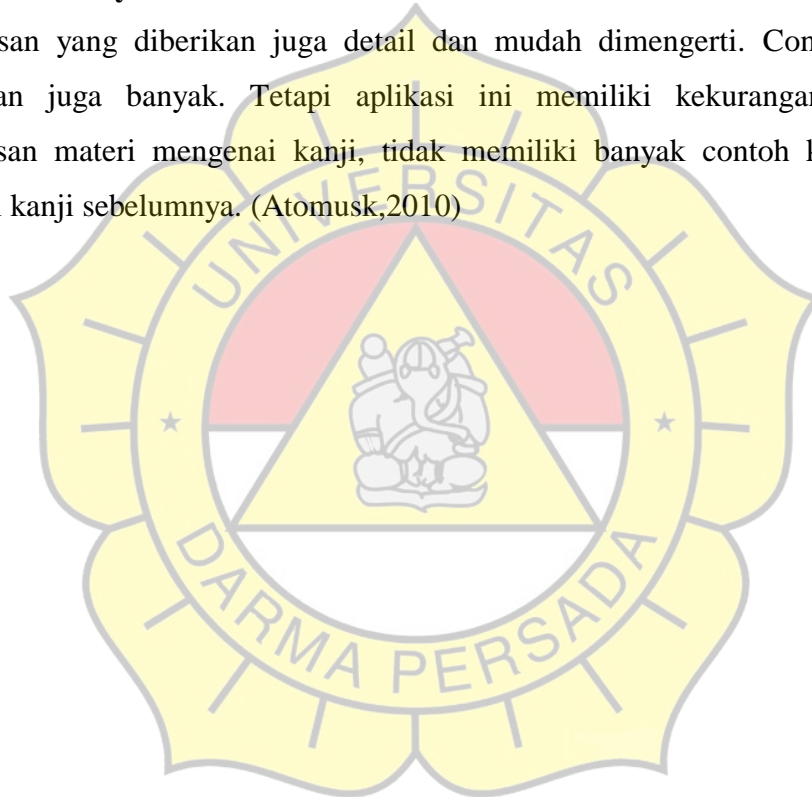 san yang diberikan juga detail dan mudah dimengerti. Con
an juga banyak. Tetapi aplikasi ini memiliki kekurangan
san materi mengenai kanji, tidak memiliki banyak contoh k
kanji sebelumnya. (Atomusk,2010)
UNIVERSITAS
DARMA PERSADA